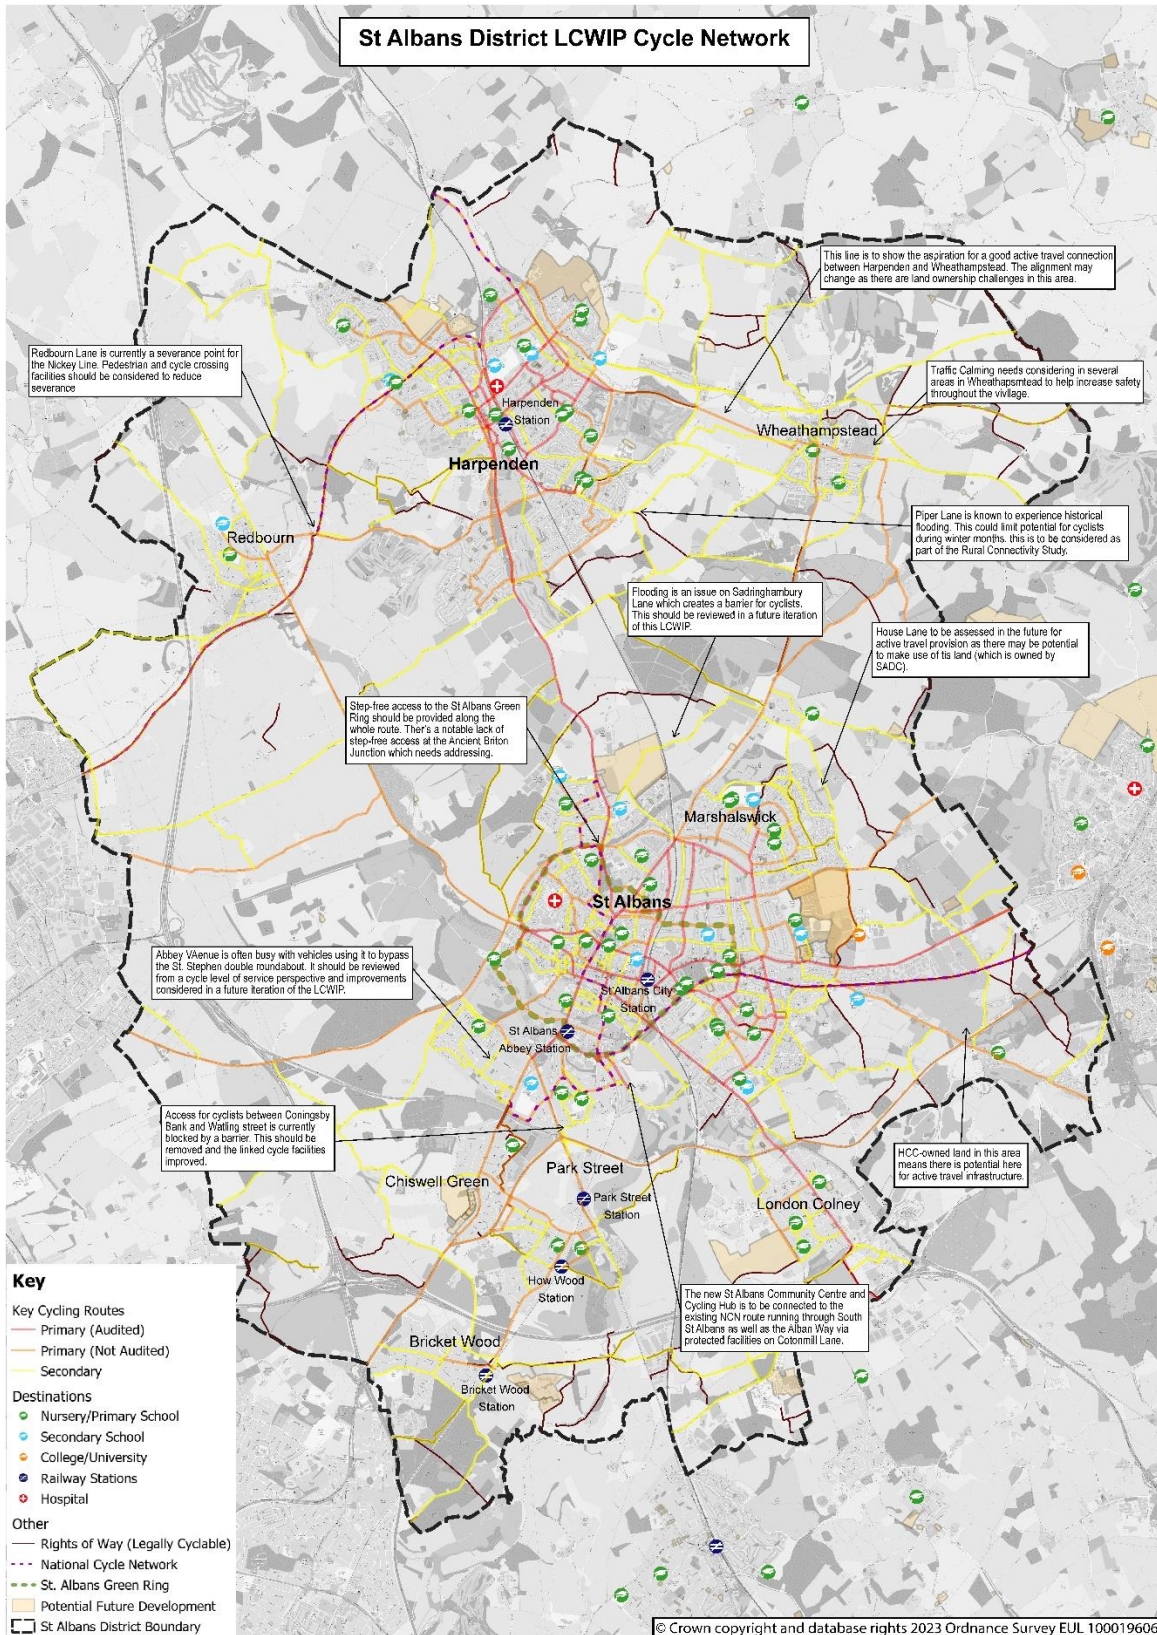 St Albans District LCWIP Cycle Network
This line is to show the aspiration for a good active travel connection
between Harpenden and Wheathampstead. The alignment may
change as there are land ownership challenges in this area.
Redbourn Lane is currently a severance point for
the Nickey Line. Pedestrian and cycle crossing
facilities should be considered to reduce
severance
Traffic Calming needs considering in several
areas in Wheathapsmtead to help increase safety
throughout the vivllage.
Harpenden
Station
Wheathampstead
Harpenden
Piper Lane is known to experience historical
flooding. This could limit potential for cyclists
during winter months. this is to be considered as
part of the Rural Connectivity Study.
Redbourn
Flooding is an issue on Sadringhambury
Lane which creates a barrier for cyclists.
This should be reviewed in a future iteration
of this LCWIP.
House Lane to be assessed in the future for
active travel provision as there may be potential
to make use of tis land (which is owned by
SADC).
Step-free access to the St Albans Green
Ring should be provided along the
whole route. Ther's a notable lack of
step-free access at the Ancient Briton
Junction which needs addressing.
Marshalswick
St Albans
Abbey VAenue is often busy with vehicles using it to bypass
the St. Stephen double roundabout. It should be reviewed
from a cycle level of service perspective and improvements
considered in a future iteration of the LCWIP.
St Albans City
Station
St Albans
Abbey Station
Access for cyclists between Coningsby
Bank and Watling street is currently
blocked by a barrier. This should be
removed and the linked cycle facilities
improved.
HCC-owned land in this area
means there is potential here
for active travel infrastructure.
Park Street
Chiswell Green
Park Street
Station
London Colney
How Wood
Station
The new St Albans Community Centre and
Cycling Hub is to be connected to the
existing NCN route running through South
St Albans as well as the Alban Way via
protected facilities on Cotonmill Lane.
Bricket Wood
Bricket Wood
Station
Key
Key Cycling Routes
Primary (Audited)
Primary (Not Audited)
Secondary
Destinations
Nursery/Primary School
Secondary School
College/University
Railway Stations
Hospital
Other
Rights of Way (Legally Cyclable)
National Cycle Network
St. Albans Green Ring
Potential Future Development
St Albans District Boundary
© Crown copyright and database rights 2023 Ordnance Survey EUL 100019606